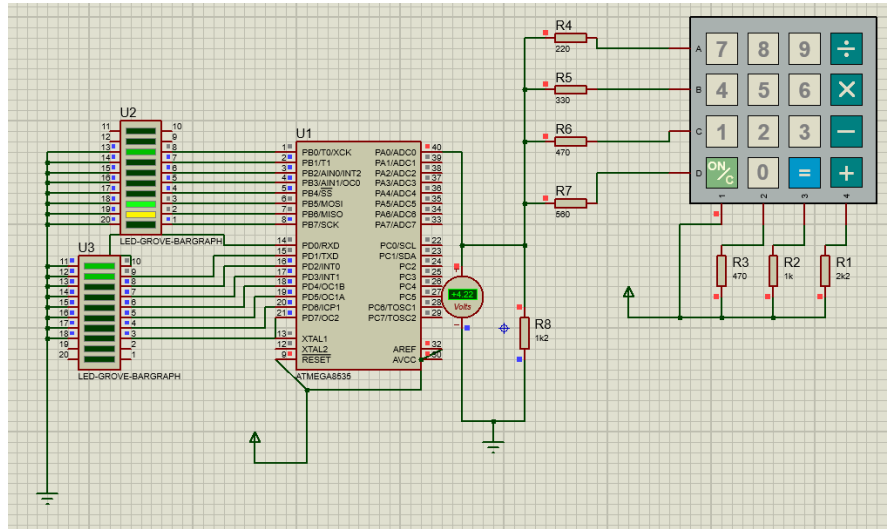 R4
220
R5
330
R6
470
R7
560
A
B
C
D
7 8 9 ÷
4 5 6 ×
1 2 3 −
ON/C 0 = +
1 2 3 4
R3
470
R2
1k
R1
2k2
U2
11 10
12 9
13 8
14 7
15 6
16 5
17 4
18 3
19 2
20 1
LED-GROVE-BARGRAPH
U3
11 10
12 9
13 8
14 7
15 6
16 5
17 4
18 3
19 2
20 1
LED-GROVE-BARGRAPH
U1
1 PB0/T0/XCK PA0/ADC0 40
2 PB1/T1 PA1/ADC1 39
3 PB2/AIN0/INT2 PA2/ADC2 38
4 PB3/AIN1/OC0 PA3/ADC3 37
5 PB4/SS PA4/ADC4 36
6 PB5/MOSI PA5/ADC5 35
7 PB6/MISO PA6/ADC6 34
8 PB7/SCK PA7/ADC7 33
14 PD0/RXD PC0/SCL 22
15 PD1/TXD PC1/SDA 23
16 PD2/INT0 PC2 24
17 PD3/INT1 PC3 25
18 PD4/OC1B PC4 26
19 PD5/OC1A PC5 27
20 PD6/ICP1 PC6/TOSC1 28
21 PD7/OC2 PC7/TOSC2 29
13 XTAL1
12 XTAL2 AREF 32
9 RESET AVCC 30
ATMEGA8535
+4.22
Volts
R8
1k2